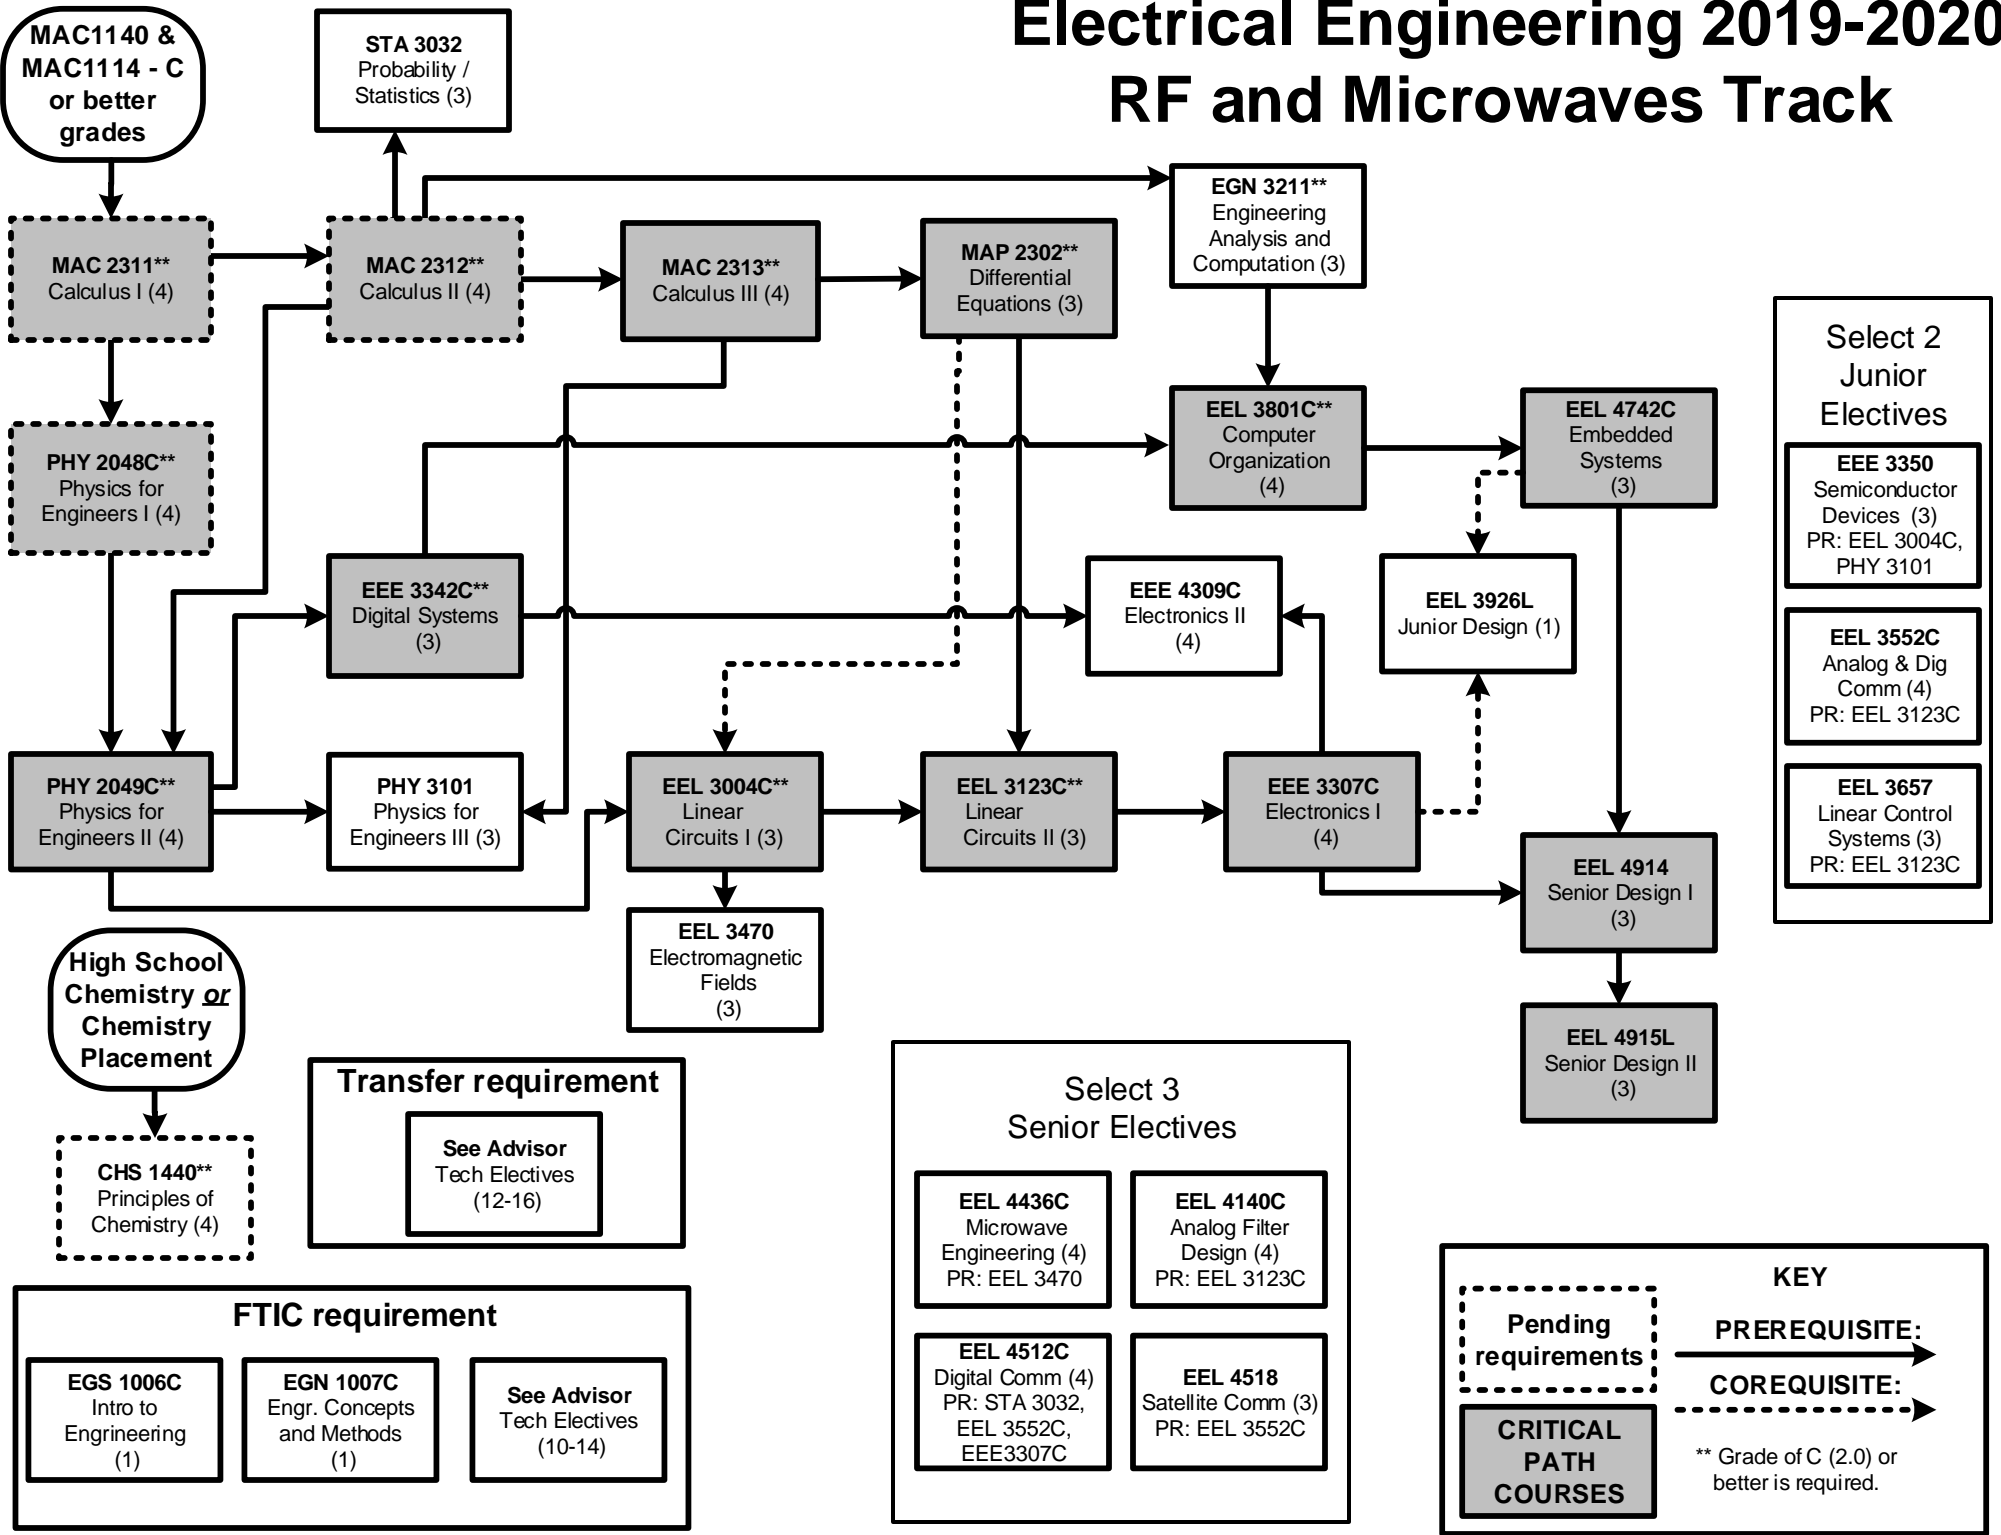 Electrical Engineering 2019-2020
RF and Microwaves Track
MAC1140 &
MAC1114 - C
or better
grades
STA 3032
Probability /
Statistics (3)
EGN 3211**
Engineering
Analysis and
Computation (3)
MAC 2311**
Calculus I (4)
MAC 2312**
Calculus II (4)
MAC 2313**
Calculus III (4)
MAP 2302**
Differential
Equations (3)
PHY 2048C**
Physics for
Engineers I (4)
EEL 3801C**
Computer
Organization
(4)
EEL 4742C
Embedded
Systems
(3)
EEE 3342C**
Digital Systems
(3)
EEE 4309C
Electronics II
(4)
EEL 3926L
Junior Design (1)
PHY 2049C**
Physics for
Engineers II (4)
PHY 3101
Physics for
Engineers III (3)
EEL 3004C**
Linear
Circuits I (3)
EEL 3123C**
Linear
Circuits II (3)
EEE 3307C
Electronics I
(4)
EEL 4914
Senior Design I
(3)
EEL 3470
Electromagnetic
Fields
(3)
EEL 4915L
Senior Design II
(3)
Select 2
Junior
Electives
EEE 3350
Semiconductor
Devices (3)
PR: EEL 3004C,
PHY 3101
EEL 3552C
Analog & Dig
Comm (4)
PR: EEL 3123C
EEL 3657
Linear Control
Systems (3)
PR: EEL 3123C
High School
Chemistry or
Chemistry
Placement
CHS 1440**
Principles of
Chemistry (4)
Transfer requirement
See Advisor
Tech Electives
(12-16)
FTIC requirement
EGS 1006C
Intro to
Engrineering
(1)
EGN 1007C
Engr. Concepts
and Methods
(1)
See Advisor
Tech Electives
(10-14)
Select 3
Senior Electives
EEL 4436C
Microwave
Engineering (4)
PR: EEL 3470
EEL 4140C
Analog Filter
Design (4)
PR: EEL 3123C
EEL 4512C
Digital Comm (4)
PR: STA 3032,
EEL 3552C,
EEE3307C
EEL 4518
Satellite Comm (3)
PR: EEL 3552C
KEY
Pending
requirements
PREREQUISITE:
COREQUISITE:
CRITICAL
PATH
COURSES
** Grade of C (2.0) or
better is required.